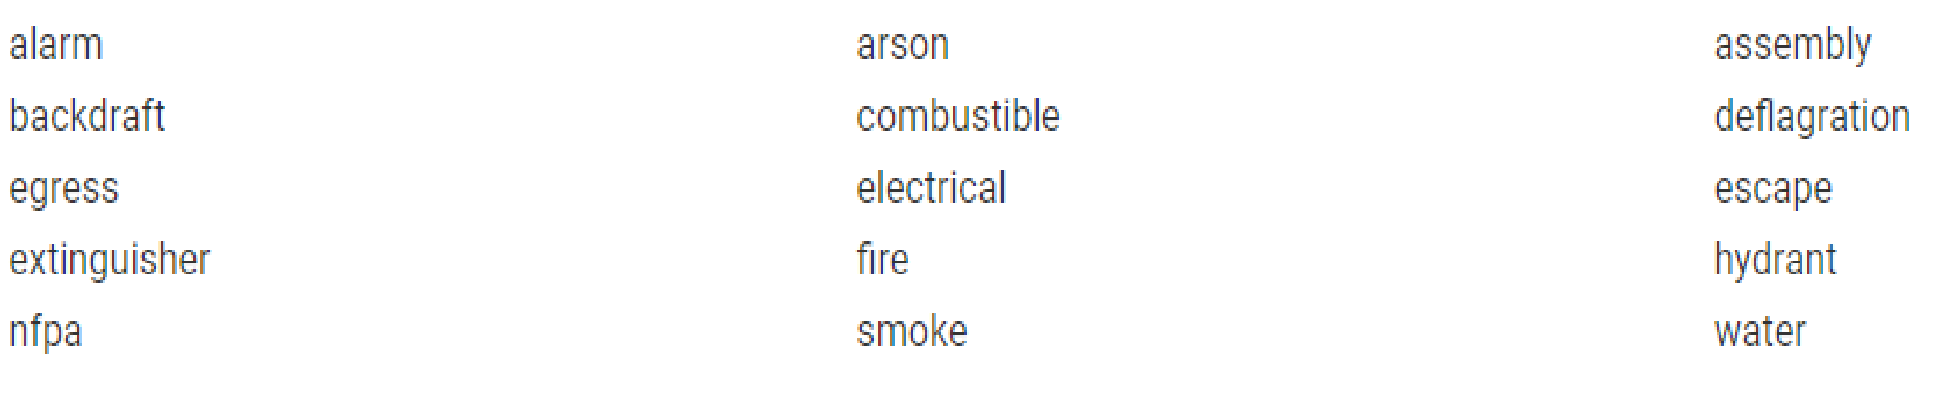 alarm arson assembly
backdraft combustible deflagration
egress electrical escape
extinguisher fire hydrant
nfpa smoke water